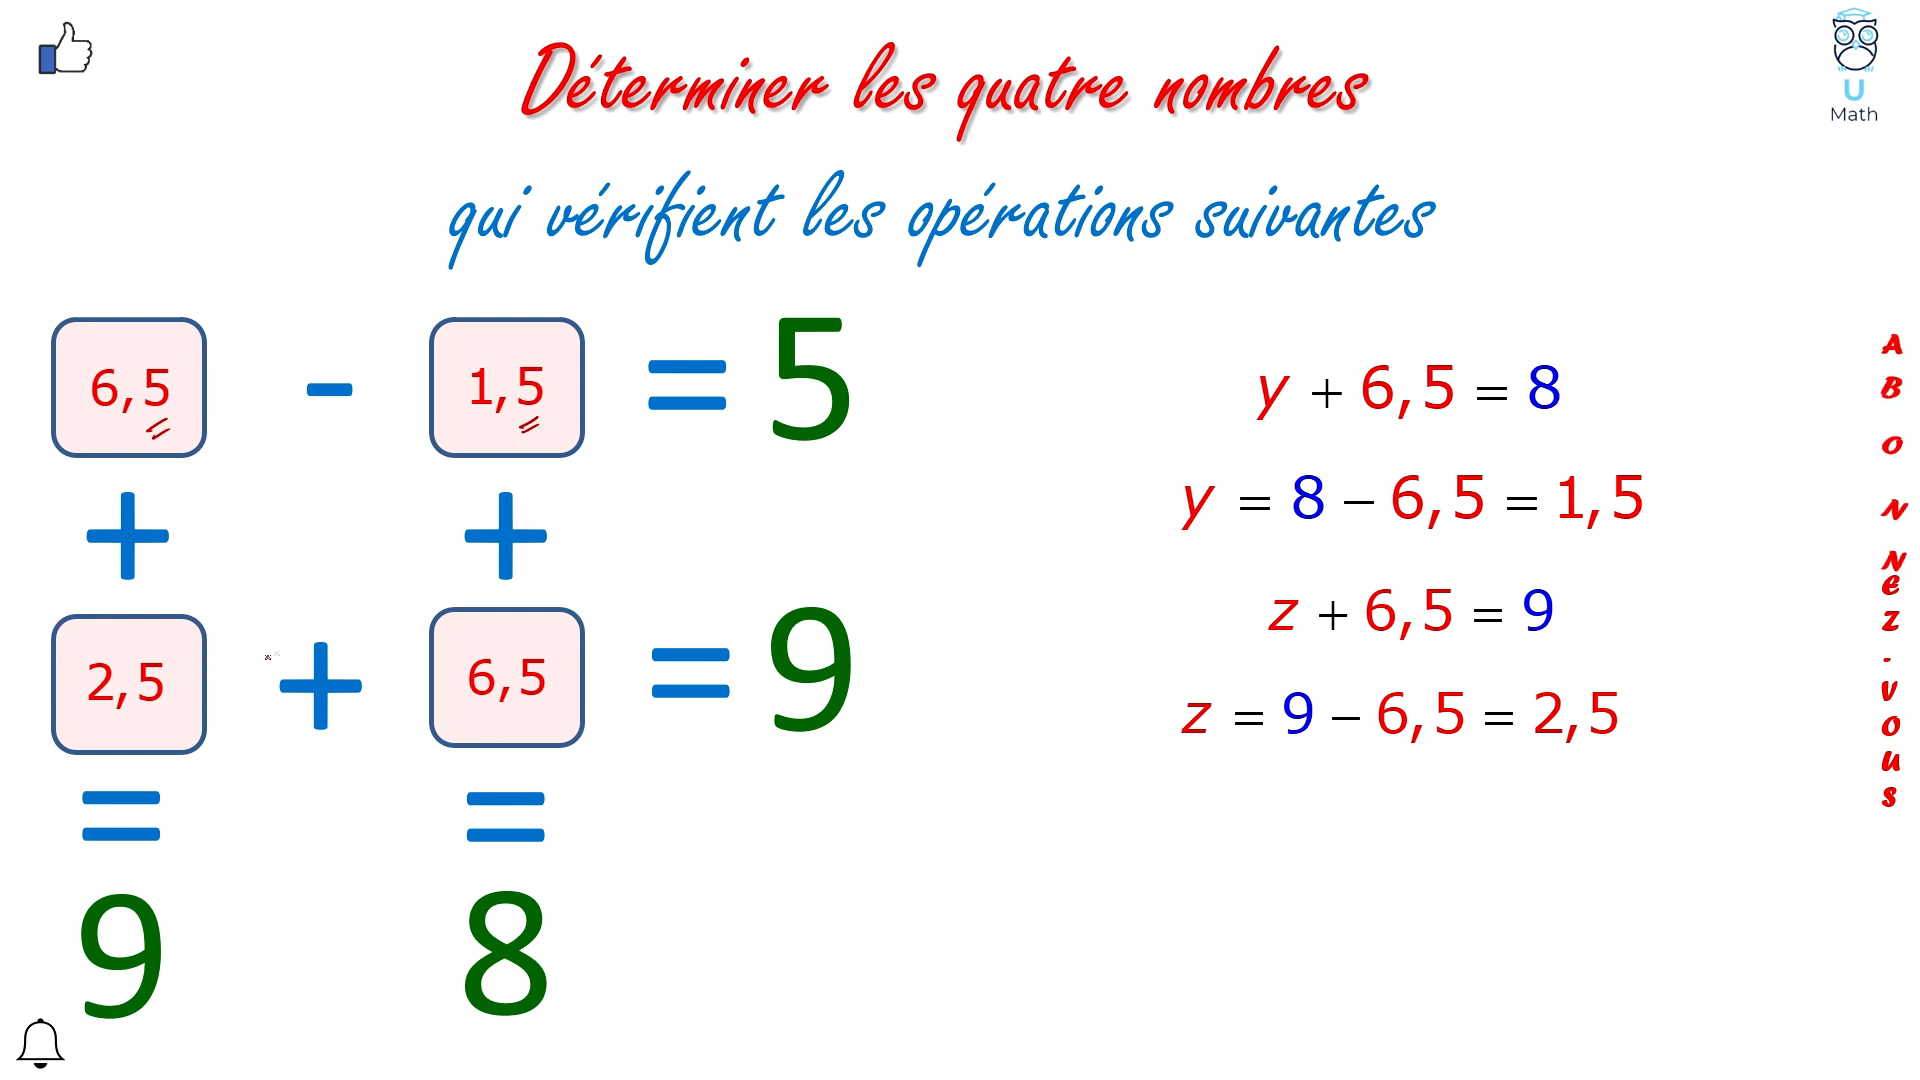 U
Math
Déterminer les quatre nombres
qui vérifient les opérations suivantes
6,5 - 1,5 = 5
+ +
2,5 + 6,5 = 9
= =
9 8
y + 6,5 = 8
y = 8 − 6,5 = 1,5
z + 6,5 = 9
z = 9 − 6,5 = 2,5
ABONNeZ-vous